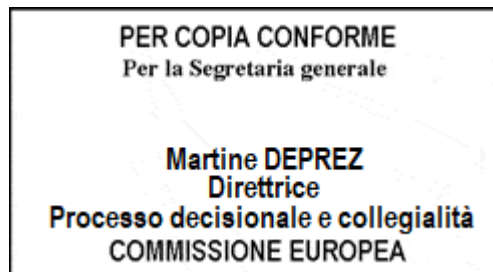 PER COPIA CONFORME
Per la Segretaria generale
Martine DEPREZ
Direttrice
Processo decisionale e collegialità
COMMISSIONE EUROPEA